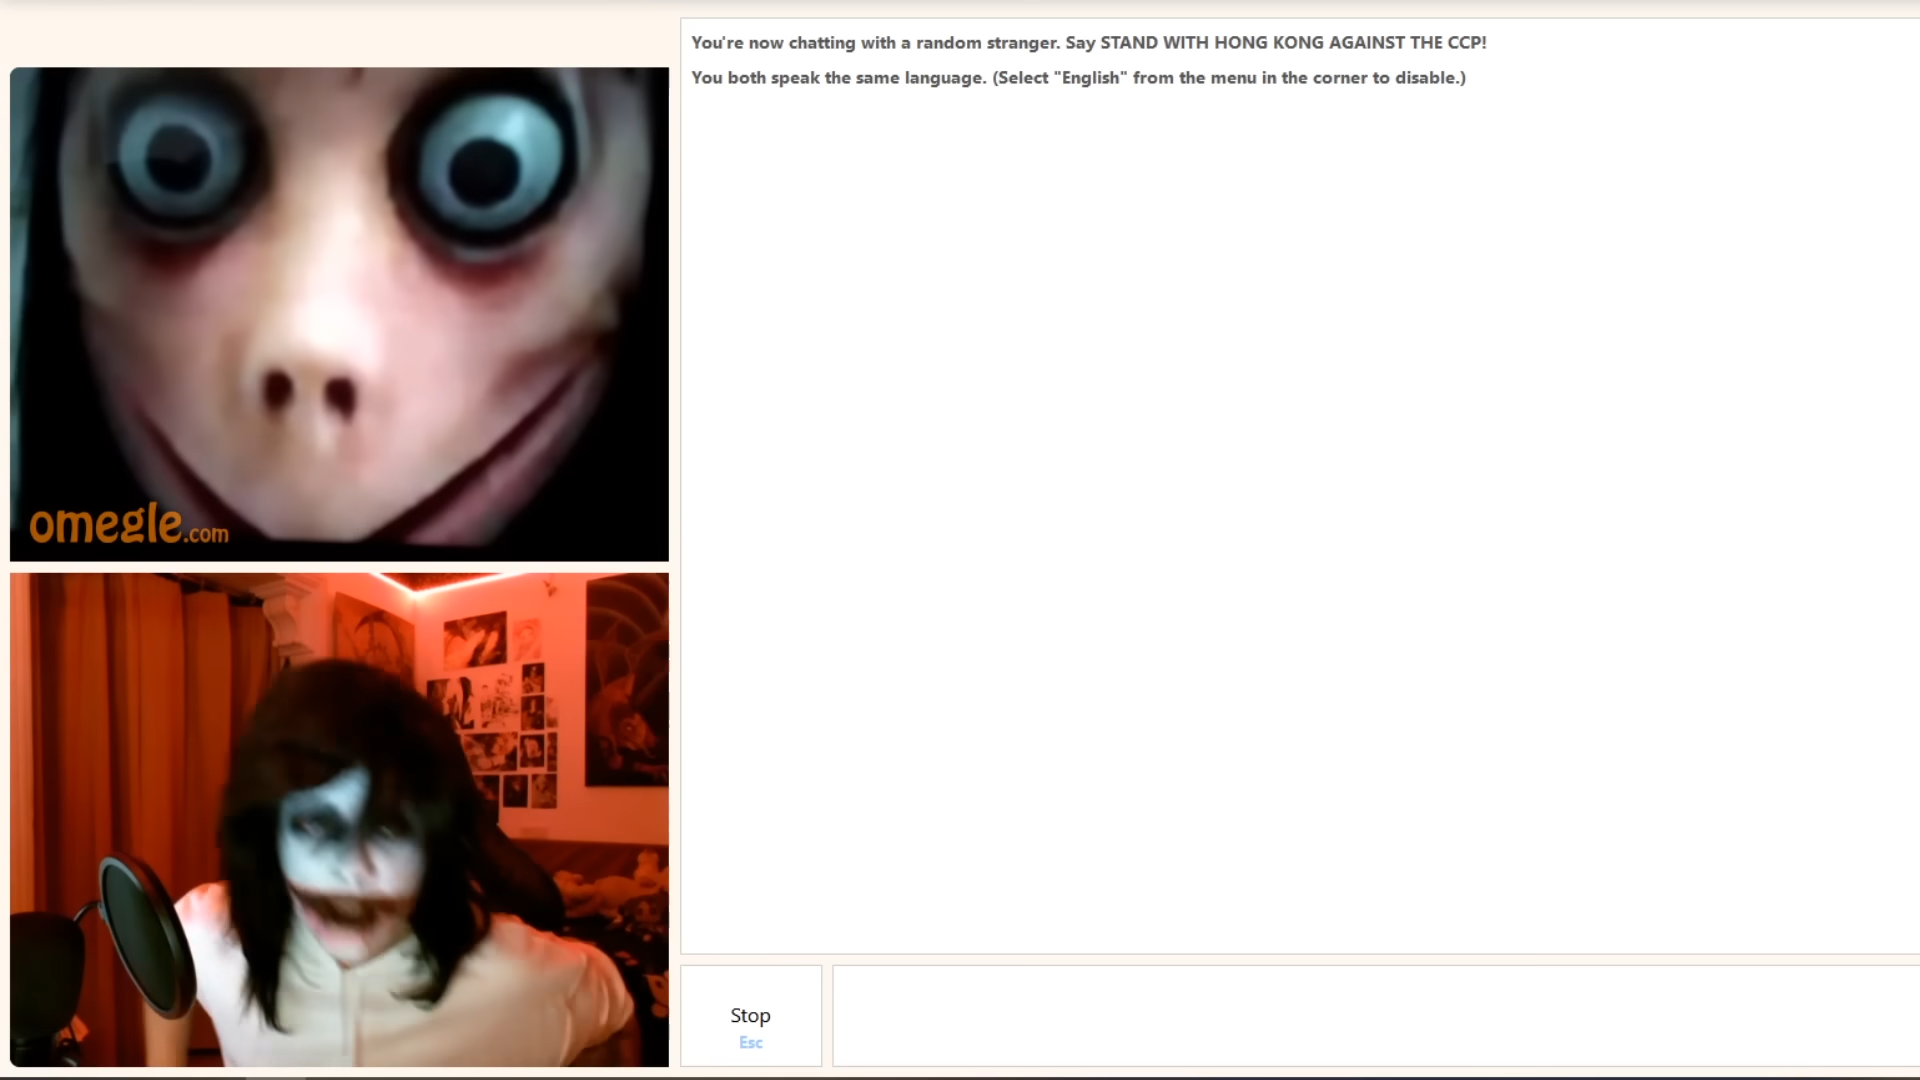 You're now chatting with a random stranger. Say STAND WITH HONG KONG AGAINST THE CCP!
You both speak the same language. (Select "English" from the menu in the corner to disable.)
omegle.com
Stop
Esc